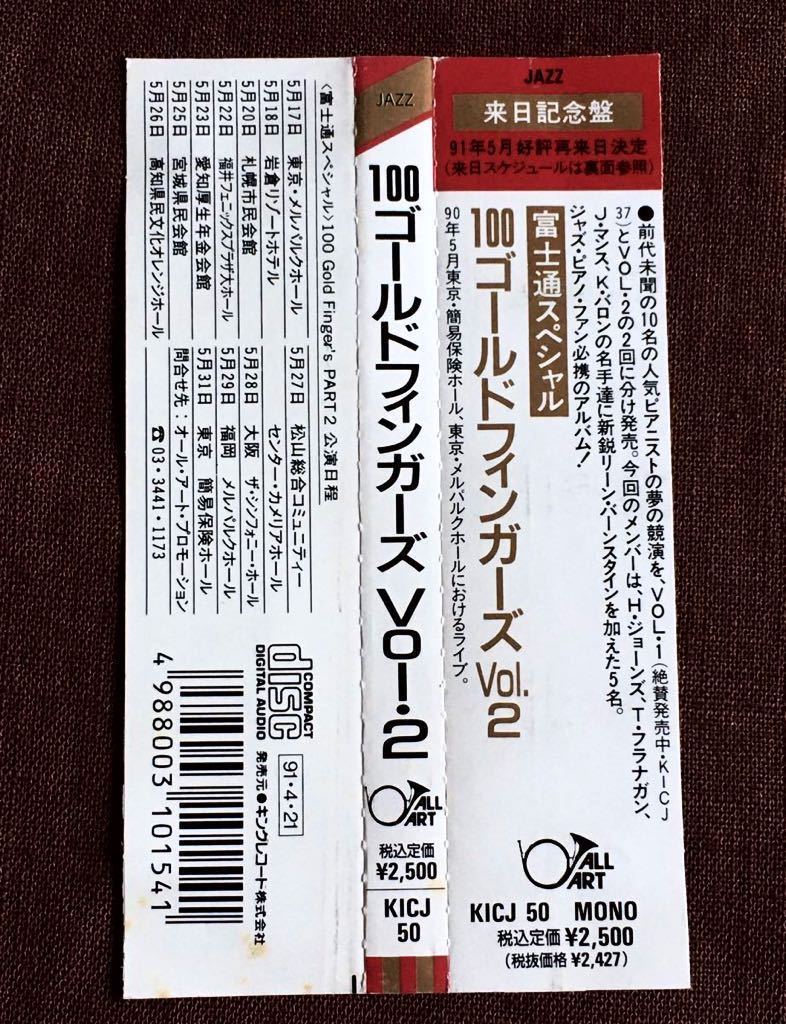 JAZZ
来日記念盤
91年5月好評再来日決定
(来日スケジュールは裏面参照)
●前代未聞の10名の人気ピアニストの夢の競演を、VOL・1(絶賛発売中・KICJ
37)とVOL・2の2回に分け発売。今回のメンバーは、H・ジョーンズ、T・フラナガン、
J・マンス、K・バロンの名手達に新鋭リーン・バーンスタインを加えた5名。
ジャズ・ピアノ・ファン必携のアルバム!
富士通スペシャル
100ゴールドフィンガーズ Vol.2
90年5月東京・簡易保険ホール、東京・メルパルクホールにおけるライブ。
ALL
ART
KICJ 50 MONO
税込定価¥2,500
(税抜価格¥2,427)
JAZZ
100ゴールドフィンガーズ VOl・2
ALL
ART
税込定価
¥2,500
KICJ
50
〈富士通スペシャル〉100 Gold Finger's PART2 公演日程
5月17日 東京・メルパルクホール
5月18日 岩倉リゾートホテル
5月20日 札幌市民会館
5月22日 福井フェニックスプラザ大ホール
5月23日 愛知厚生年金会館
5月25日 宮城県民会館
5月26日 高知県民文化オレンジホール
5月27日 松山総合コミュニティー
センター・カメリアホール
5月28日 大阪 ザ・シンフォニー・ホール
5月29日 福岡 メルパルクホール
5月31日 東京 簡易保険ホール
問合せ先:オール・アート・プロモーション
☎03・3441・1173
COMPACT
disc
DIGITAL AUDIO
91・4・21
発売元●キングレコード株式会社
4 988003 101541